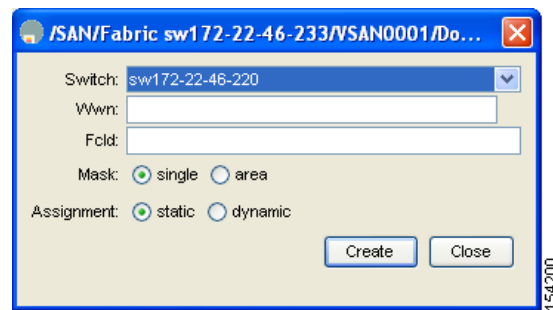 /SAN/Fabric sw172-22-46-233/VSAN0001/Do...
Switch: sw172-22-46-220
Wwn:
FcId:
Mask: single area
Assignment: static dynamic
Create Close
154200